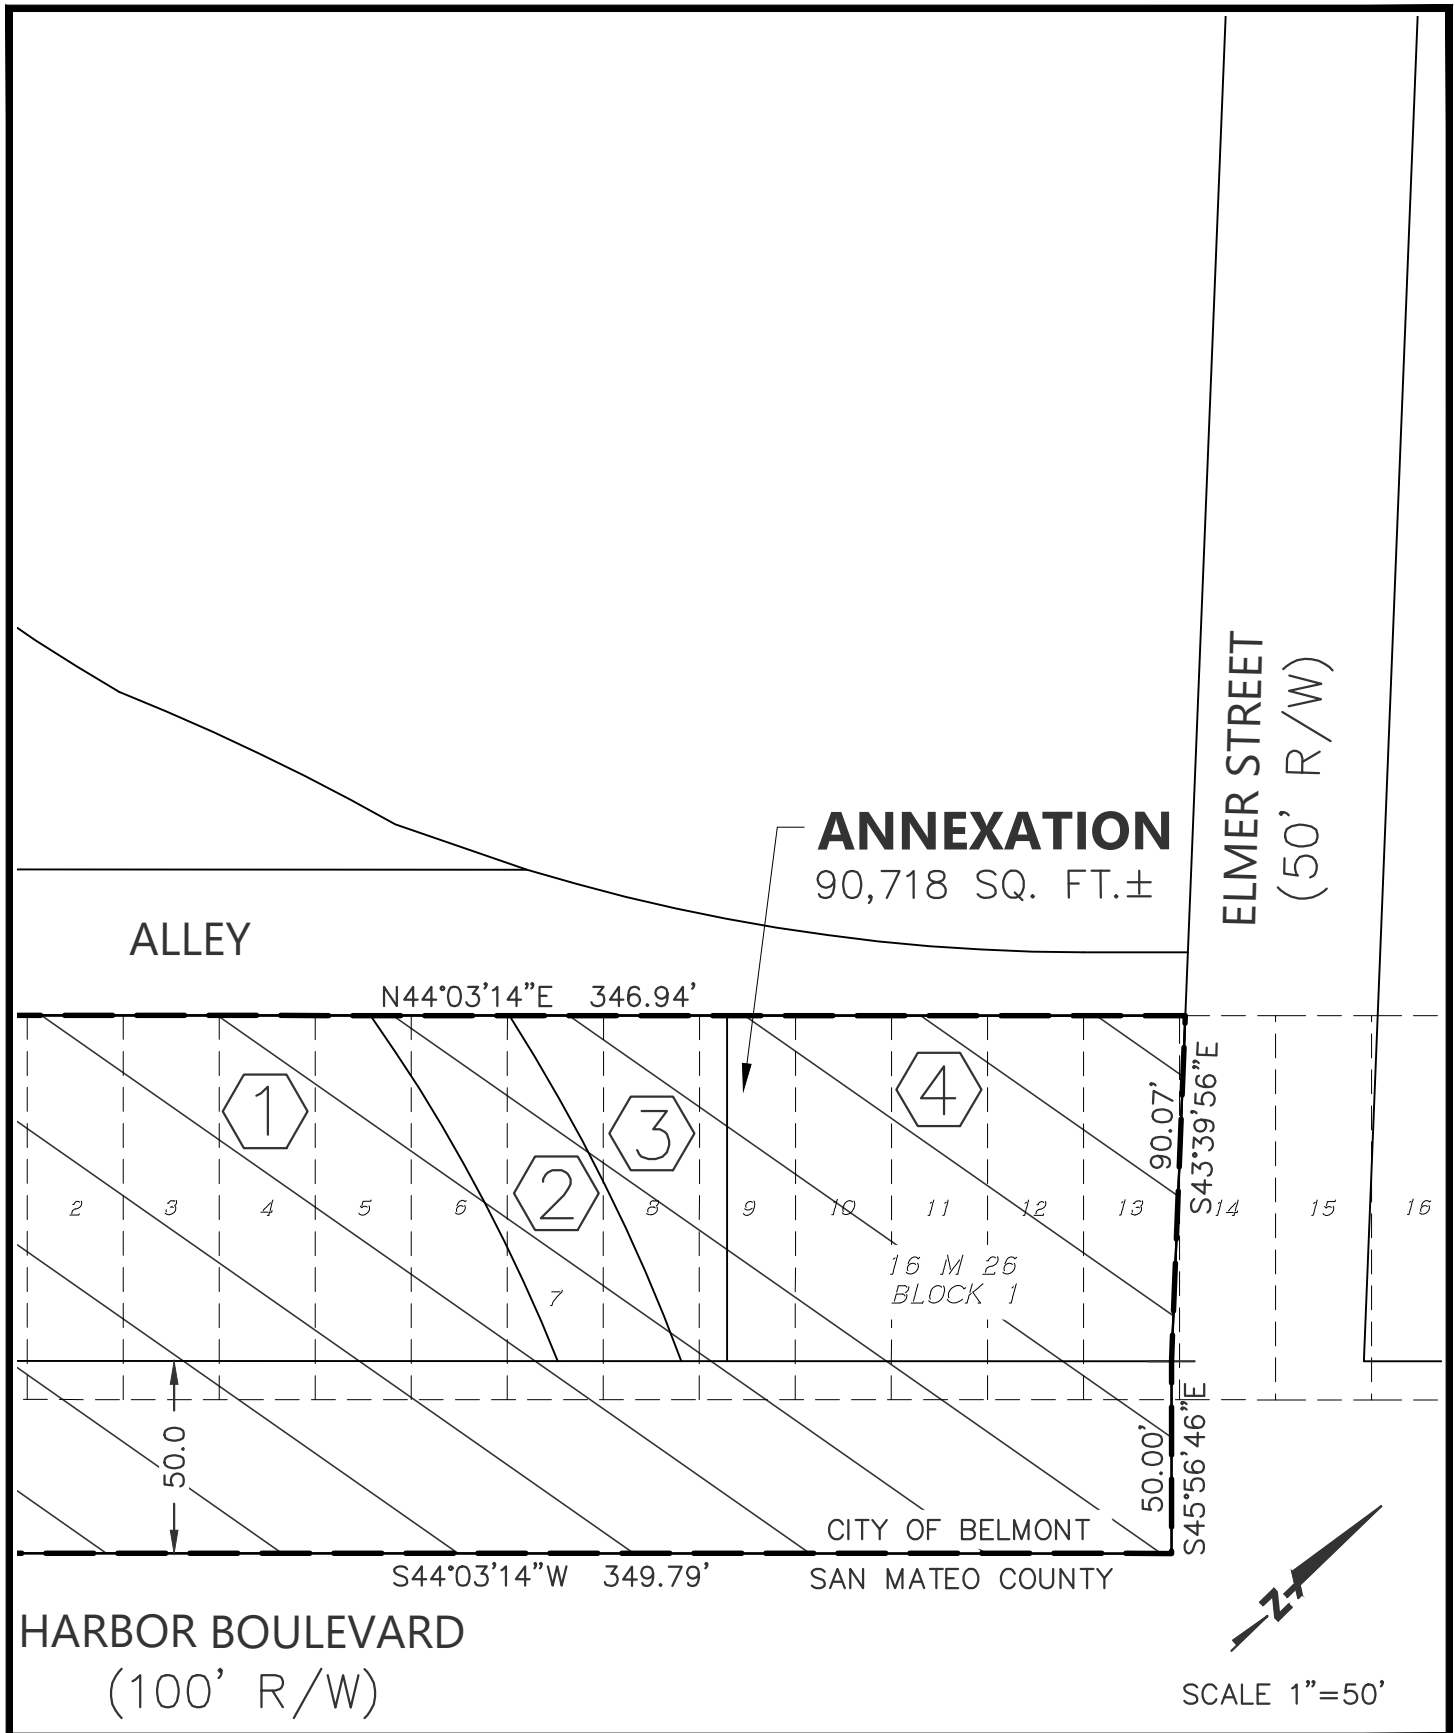 ELMER STREET
(50' R/W)
ANNEXATION
90,718 SQ. FT.±
ALLEY
N44°03'14"E 346.94'
1
2
3
4
90.07'
S43°39'56"E
2 3 4 5 6 7 8 9 10 11 12 13 14 15 16
16 M 26
BLOCK 1
50.0
50.00'
S45°56'46"E
CITY OF BELMONT
S44°03'14"W 349.79'
SAN MATEO COUNTY
HARBOR BOULEVARD
(100' R/W)
N
SCALE 1"=50'